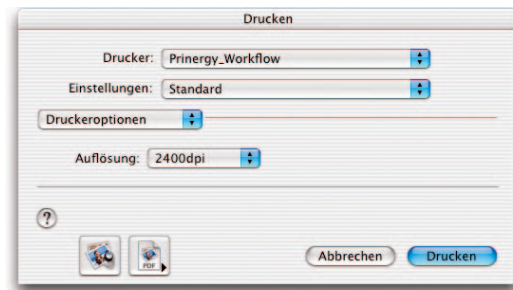 Drucken
Drucker: Prinergy_Workflow
Einstellungen: Standard
Druckeroptionen
Auflösung: 2400dpi
?
PDF
Abbrechen Drucken